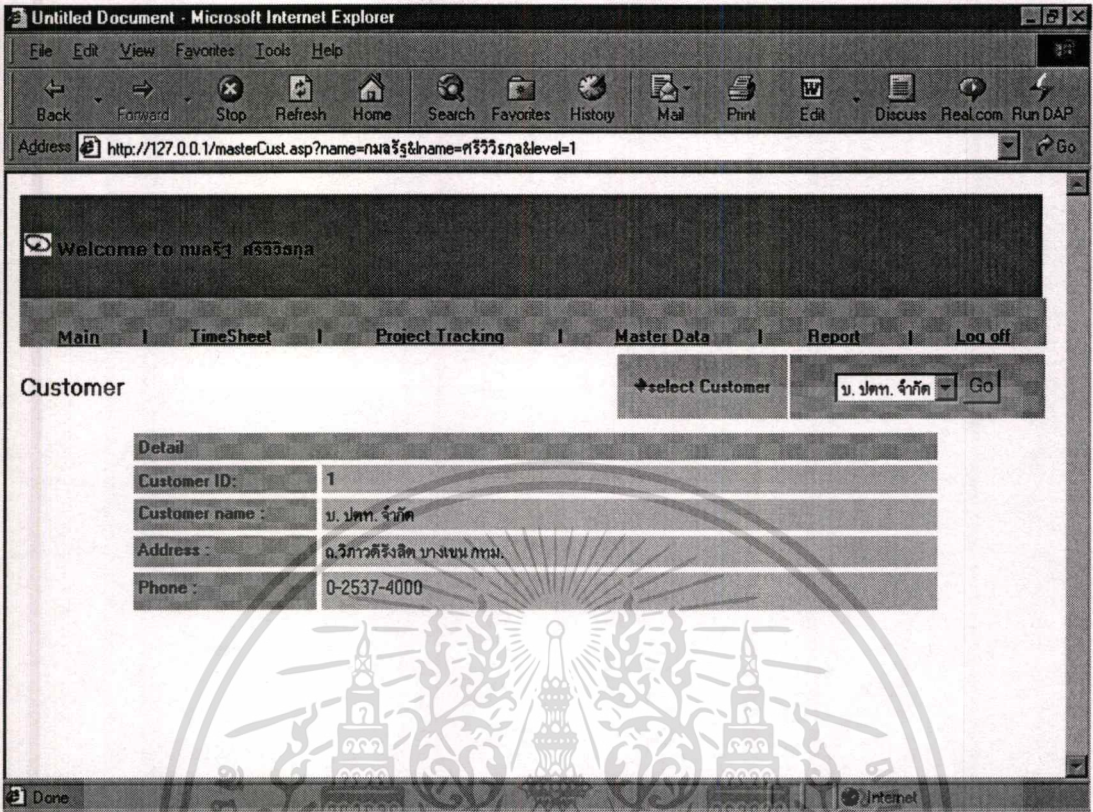 Untitled Document - Microsoft Internet Explorer
File Edit View Favorites Tools Help
Back Forward Stop Refresh Home Search Favorites History Mail Print Edit Discuss Real.com Run DAP
Address http://127.0.0.1/masterCust.asp?name=กมลรัฐ&lname=ศรีวิวิธกุล&level=1 Go
Welcome to กมลรัฐ ศรีวิวิธกุล
Main | TimeSheet | Project Tracking | Master Data | Report | Log off
Customer select Customer บ. ปตท. จำกัด Go
Detail
Customer ID: 1
Customer name : บ. ปตท. จำกัด
Address : ถ.วิภาวดีรังสิต บางเขน กทม.
Phone : 0-2537-4000
Done Internet